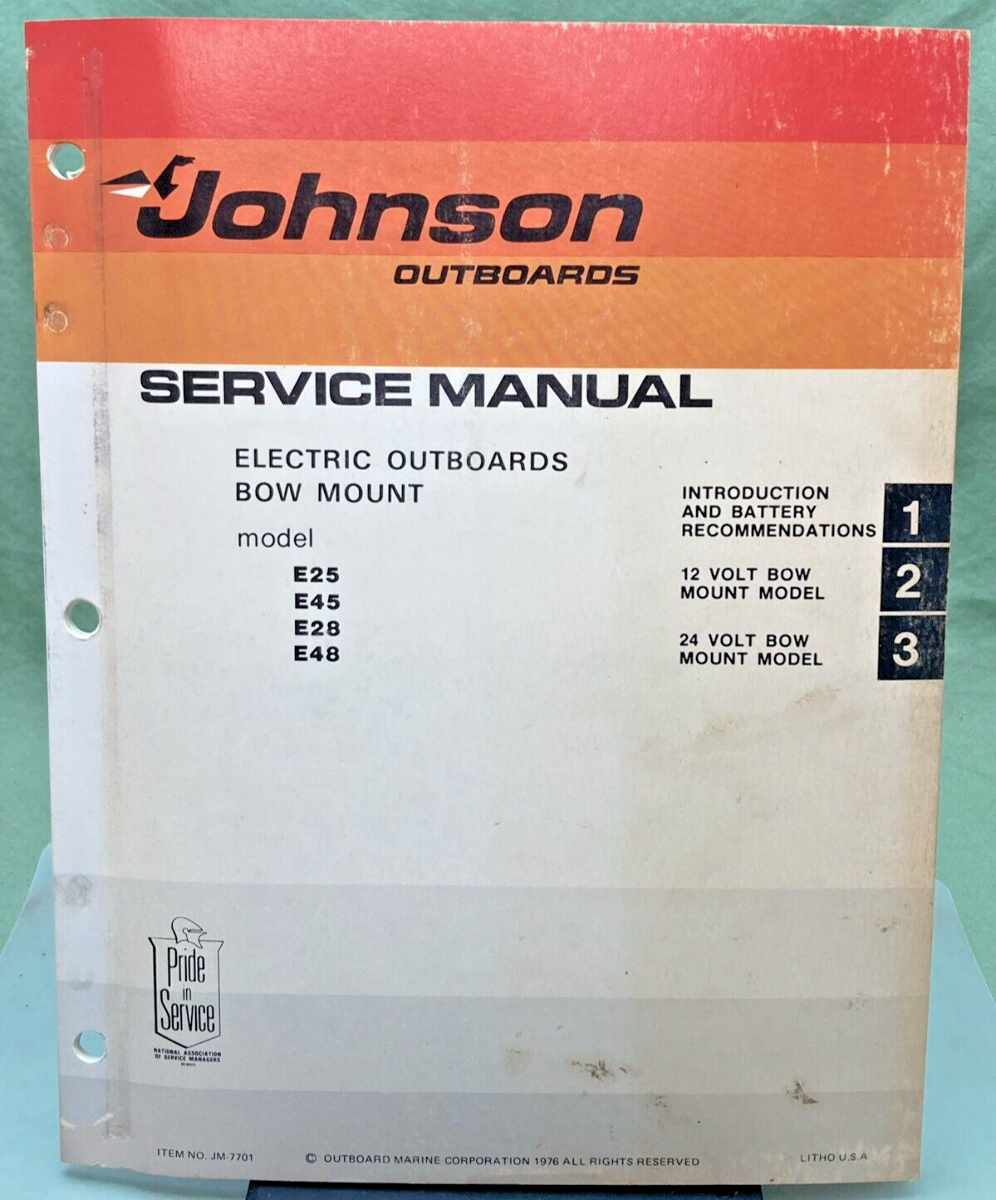 Johnson
OUTBOARDS
SERVICE MANUAL
ELECTRIC OUTBOARDS
BOW MOUNT
model
E25
E45
E28
E48
INTRODUCTION
AND BATTERY
RECOMMENDATIONS
1
12 VOLT BOW
MOUNT MODEL
2
24 VOLT BOW
MOUNT MODEL
3
Pride
in
Service
NATIONAL ASSOCIATION
OF SERVICE MANAGERS
ITEM NO. JM-7701
© OUTBOARD MARINE CORPORATION 1976 ALL RIGHTS RESERVED
LITHO U.S.A